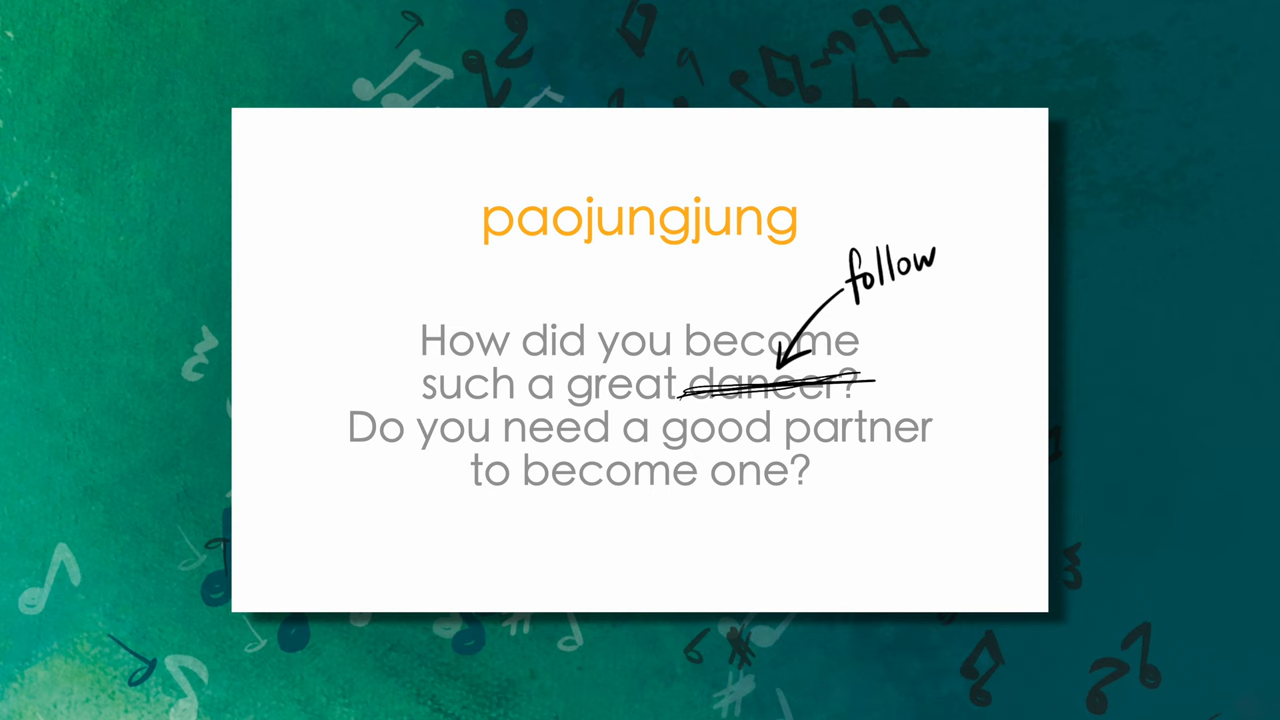 paojungjung
follow
How did you become
such a great dancer?
Do you need a good partner
to become one?